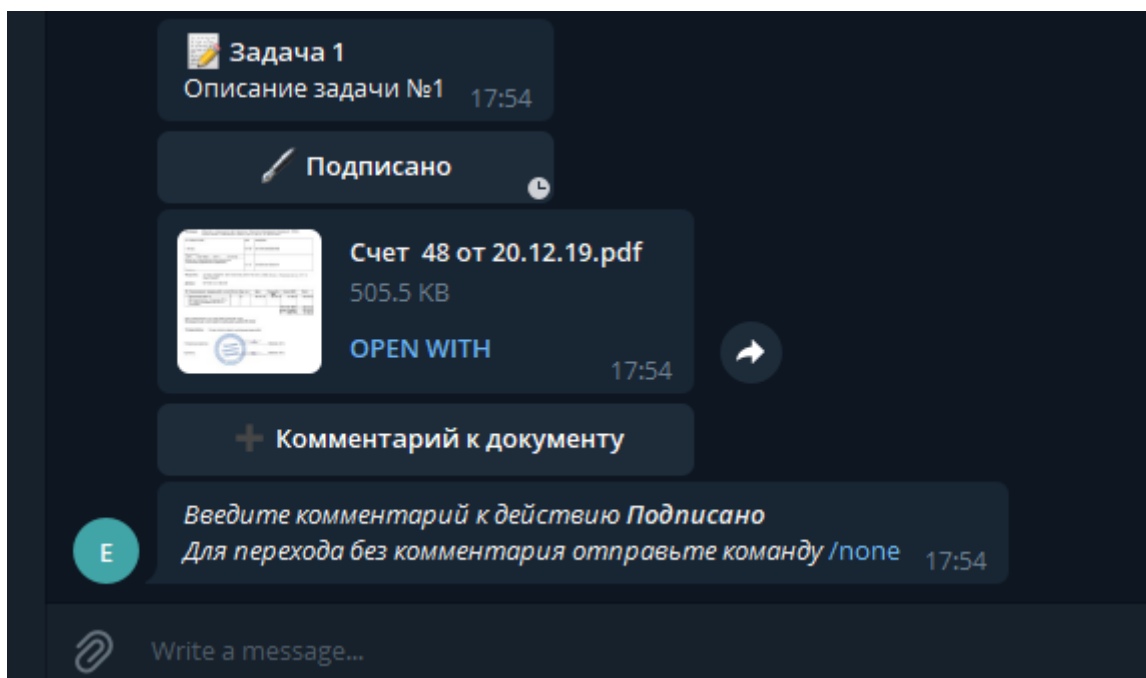 Задача 1
Описание задачи №1 17:54
Подписано
Счет 48 от 20.12.19.pdf
505.5 KB
OPEN WITH
17:54
Комментарий к документу
Введите комментарий к действию Подписано
Для перехода без комментария отправьте команду /none 17:54
E
Write a message...